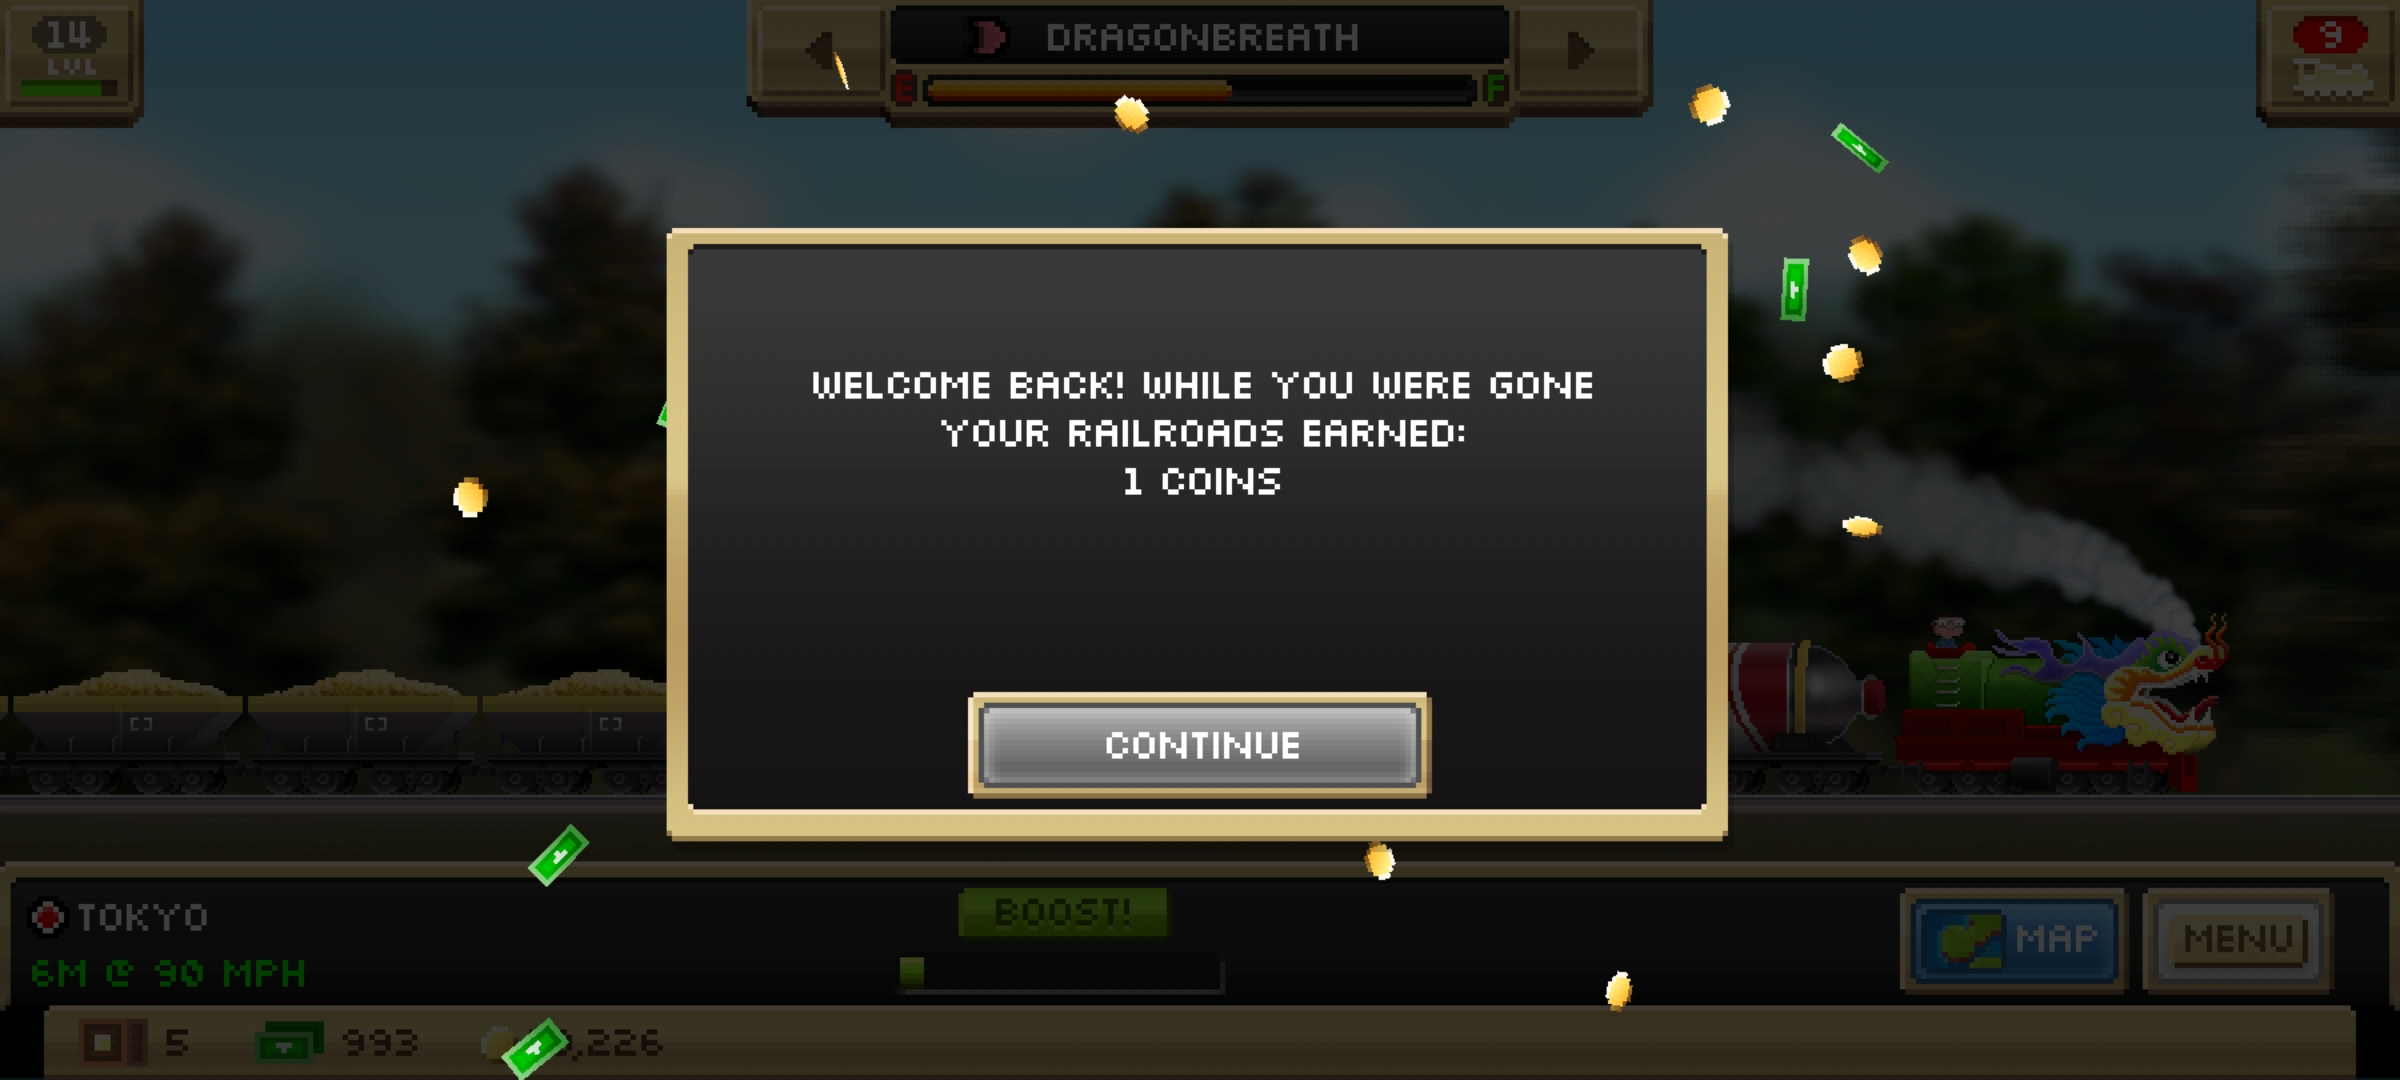 14
LVL
DRAGONBREATH
E F
9
WELCOME BACK! WHILE YOU WERE GONE
YOUR RAILROADS EARNED:
1 COINS
CONTINUE
TOKYO
6M @ 90 MPH
BOOST!
MAP
MENU
5
993
,226